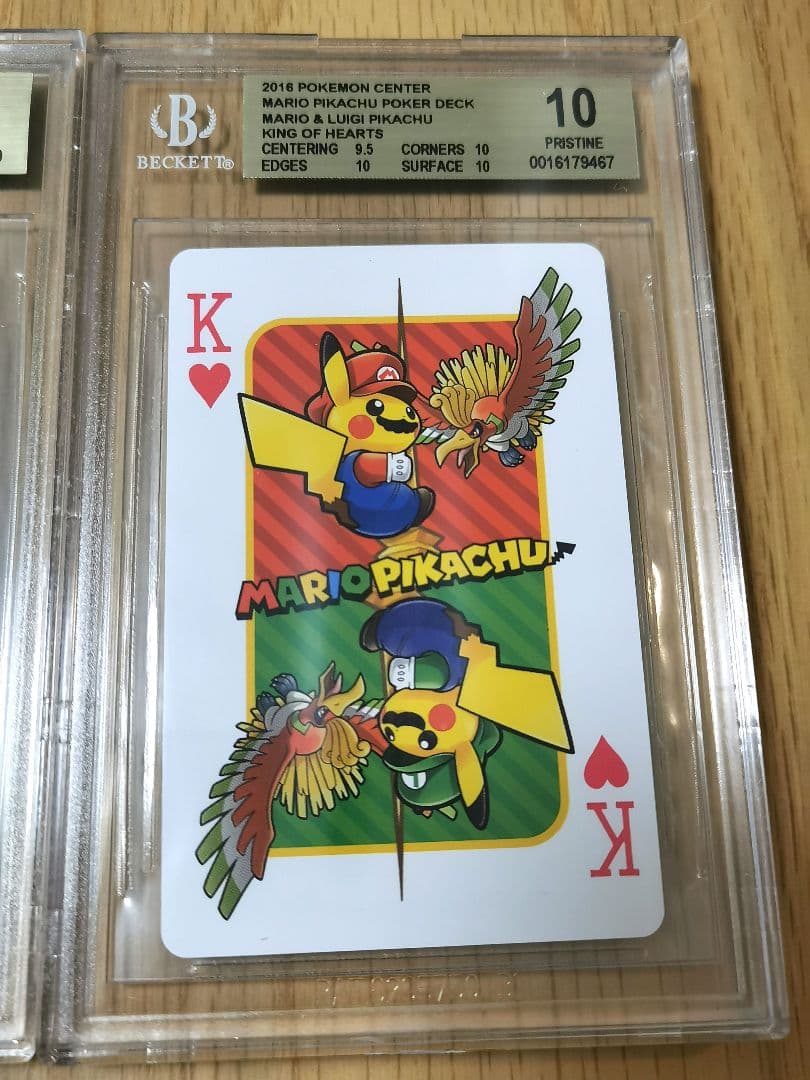 B
BECKETT®
2016 POKEMON CENTER
MARIO PIKACHU POKER DECK
MARIO & LUIGI PIKACHU
KING OF HEARTS
CENTERING 9.5 CORNERS 10
EDGES 10 SURFACE 10
10
PRISTINE
0016179467
K
M
MARIO PIKACHU
L
K